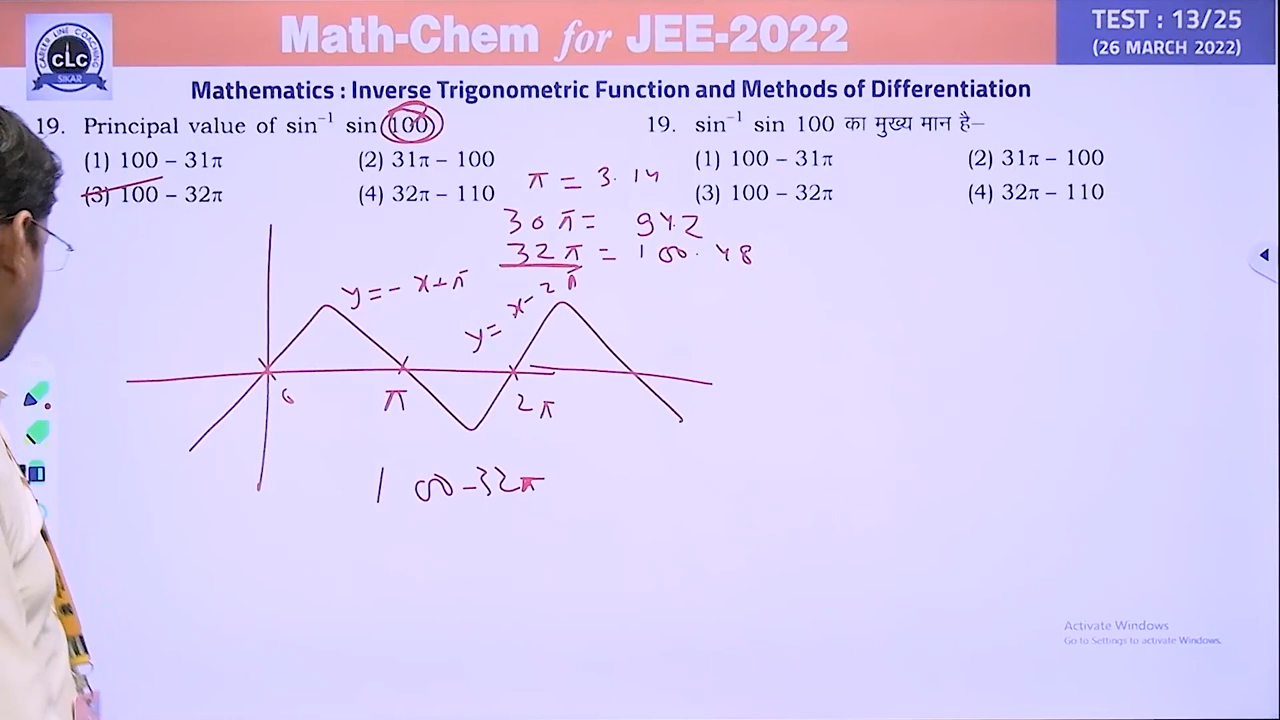 Math-Chem for JEE-2022
TEST : 13/25
(26 MARCH 2022)
CAREER LINE COACHING
CLC
SIKAR
Mathematics : Inverse Trigonometric Function and Methods of Differentiation
19. Principal value of sin⁻¹ sin 100
(1) 100 – 31π (2) 31π – 100
(3) 100 – 32π (4) 32π – 110
19. sin⁻¹ sin 100 का मुख्य मान है–
(1) 100 – 31π (2) 31π – 100
(3) 100 – 32π (4) 32π – 110
π = 3.14
30π = 94.2
32π = 100.48
y = - x + π
y = x - 2π
0 π 2π
100 - 32π
Activate Windows
Go to Settings to activate Windows.